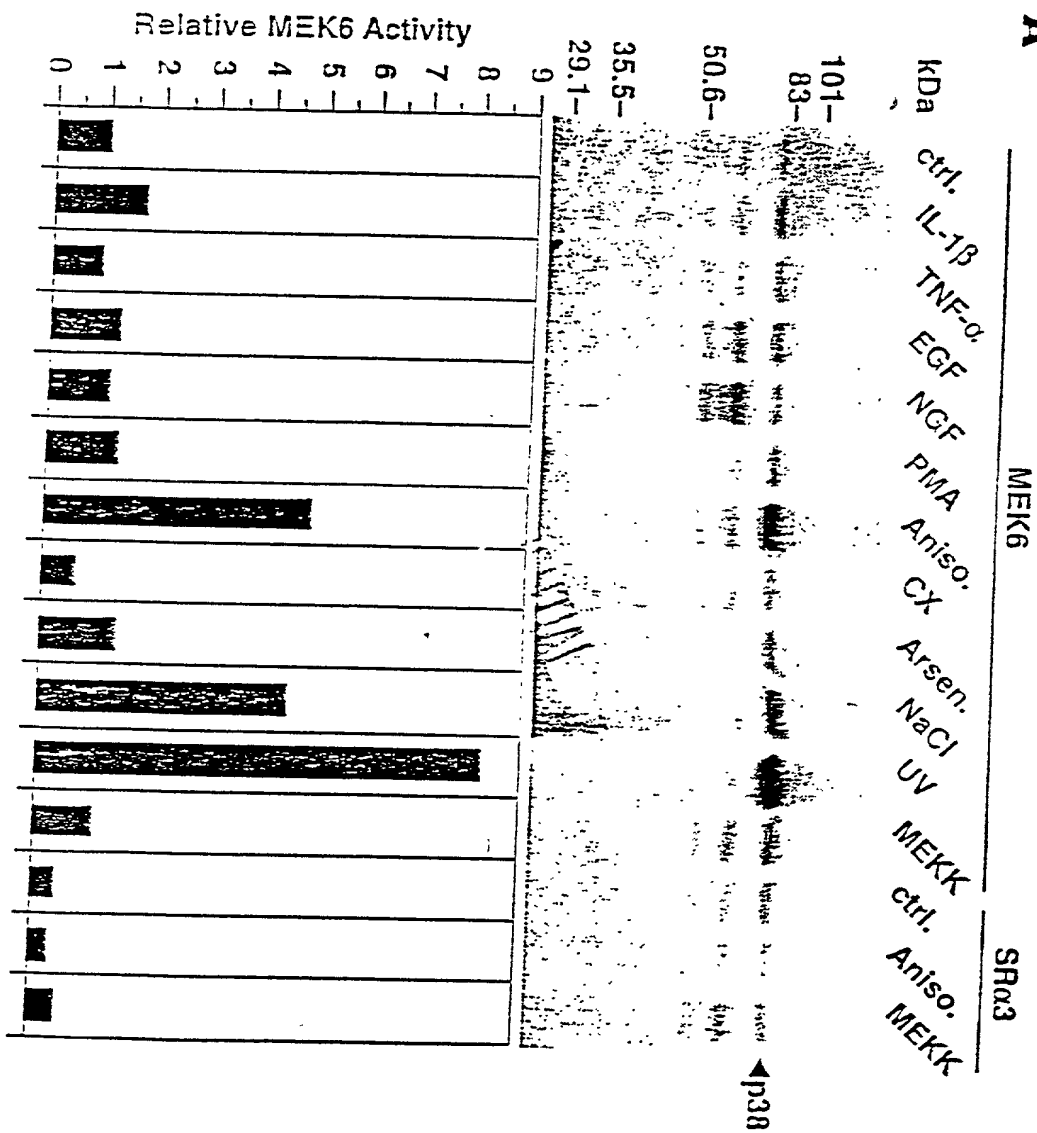 A
MEK6
SRα3
kDa
ctrl.
IL-1β
TNF-α
EGF
NGF
PMA
Aniso.
CX
Arsen.
NaCl
UV
MEKK
ctrl.
Aniso.
MEKK
101-
83-
50.6-
35.5-
29.1-
◄p38
Relative MEK6 Activity
9
8
7
6
5
4
3
2
1
0